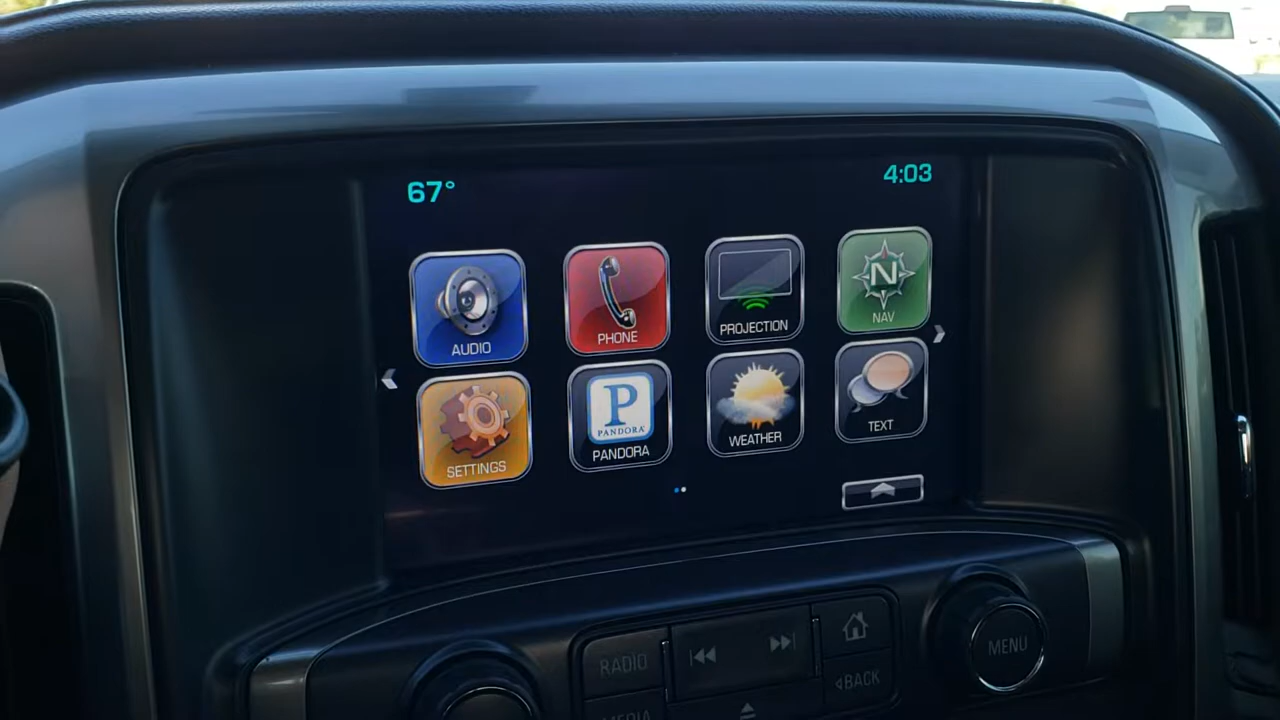 67°
4:03
AUDIO
PHONE
PROJECTION
N
NAV
SETTINGS
P
PANDORA
PANDORA
WEATHER
TEXT
RADIO
MENU
BACK
MEDIA